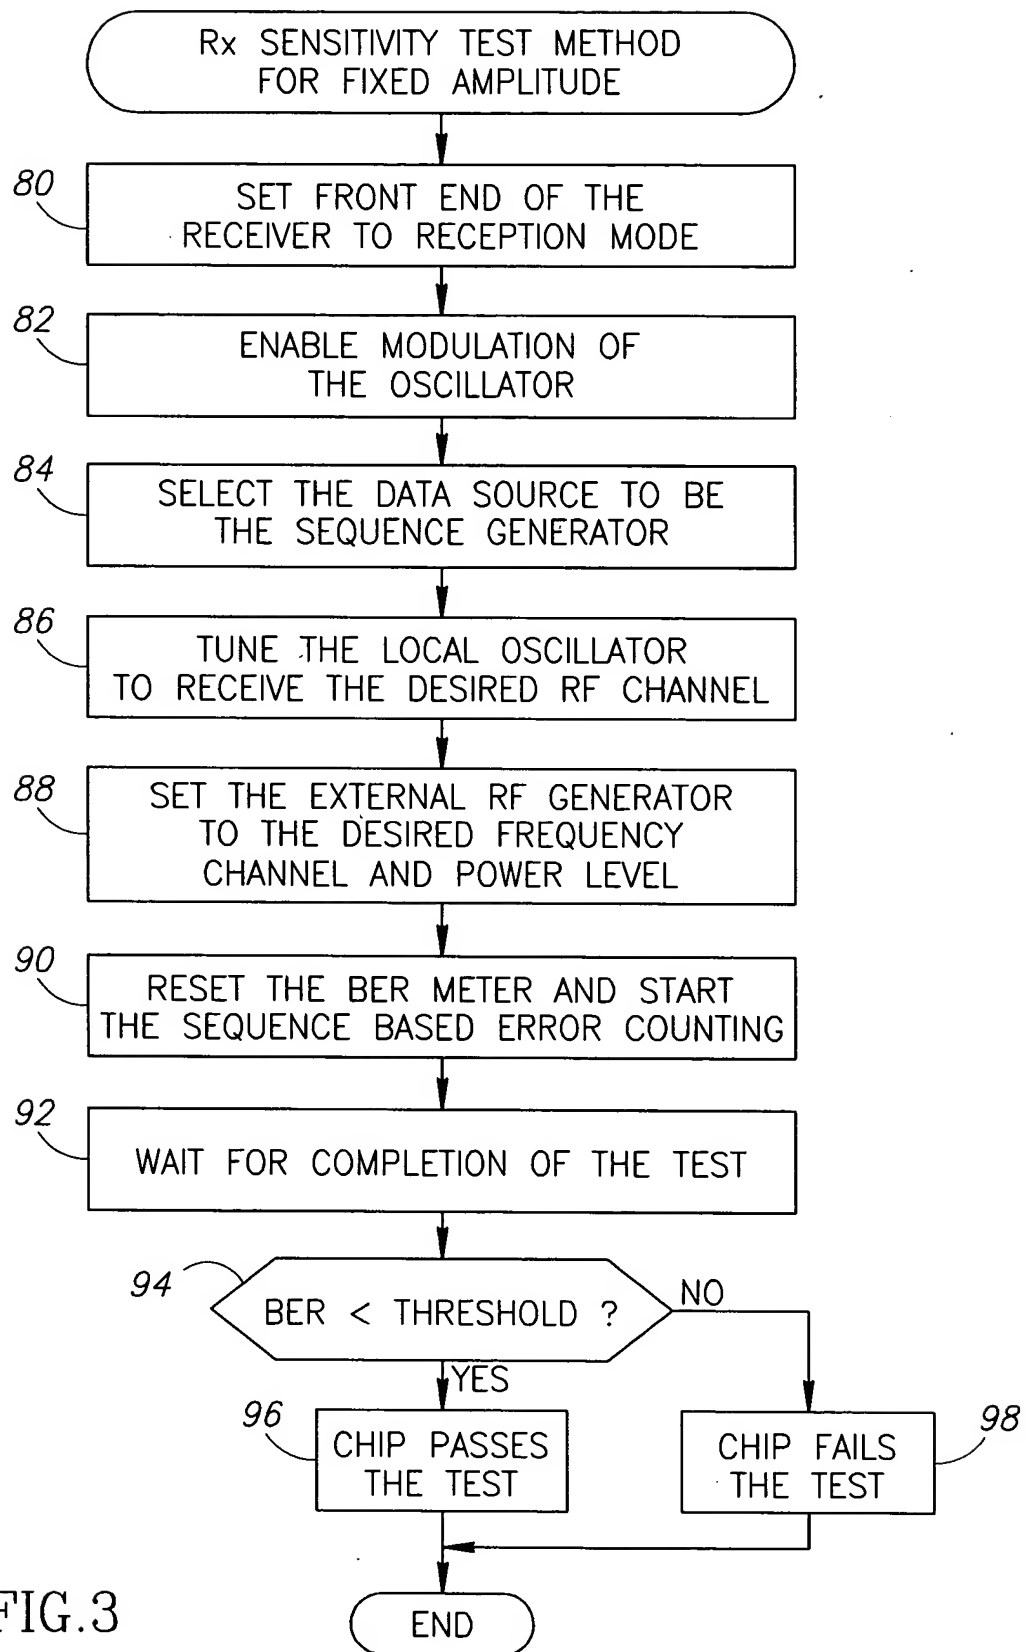 Rx SENSITIVITY TEST METHOD
FOR FIXED AMPLITUDE
80
SET FRONT END OF THE
RECEIVER TO RECEPTION MODE
82
ENABLE MODULATION OF
THE OSCILLATOR
84
SELECT THE DATA SOURCE TO BE
THE SEQUENCE GENERATOR
86
TUNE THE LOCAL OSCILLATOR
TO RECEIVE THE DESIRED RF CHANNEL
88
SET THE EXTERNAL RF GENERATOR
TO THE DESIRED FREQUENCY
CHANNEL AND POWER LEVEL
90
RESET THE BER METER AND START
THE SEQUENCE BASED ERROR COUNTING
92
WAIT FOR COMPLETION OF THE TEST
94
BER < THRESHOLD ?
NO
YES
96
CHIP PASSES
THE TEST
98
CHIP FAILS
THE TEST
END
FIG.3